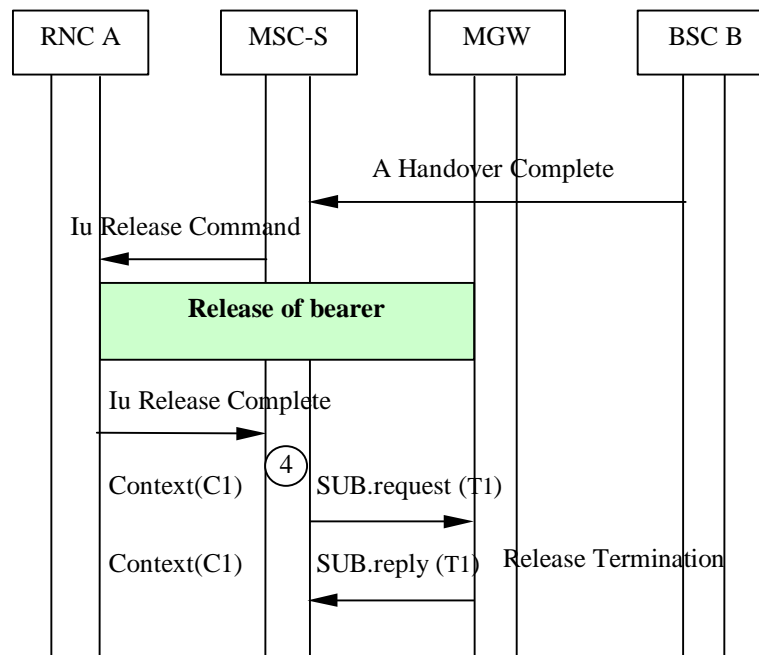 RNC A
MSC-S
MGW
BSC B
A Handover Complete
Iu Release Command
Release of bearer
Iu Release Complete
4
Context(C1)
SUB.request (T1)
Context(C1)
SUB.reply (T1)
Release Termination